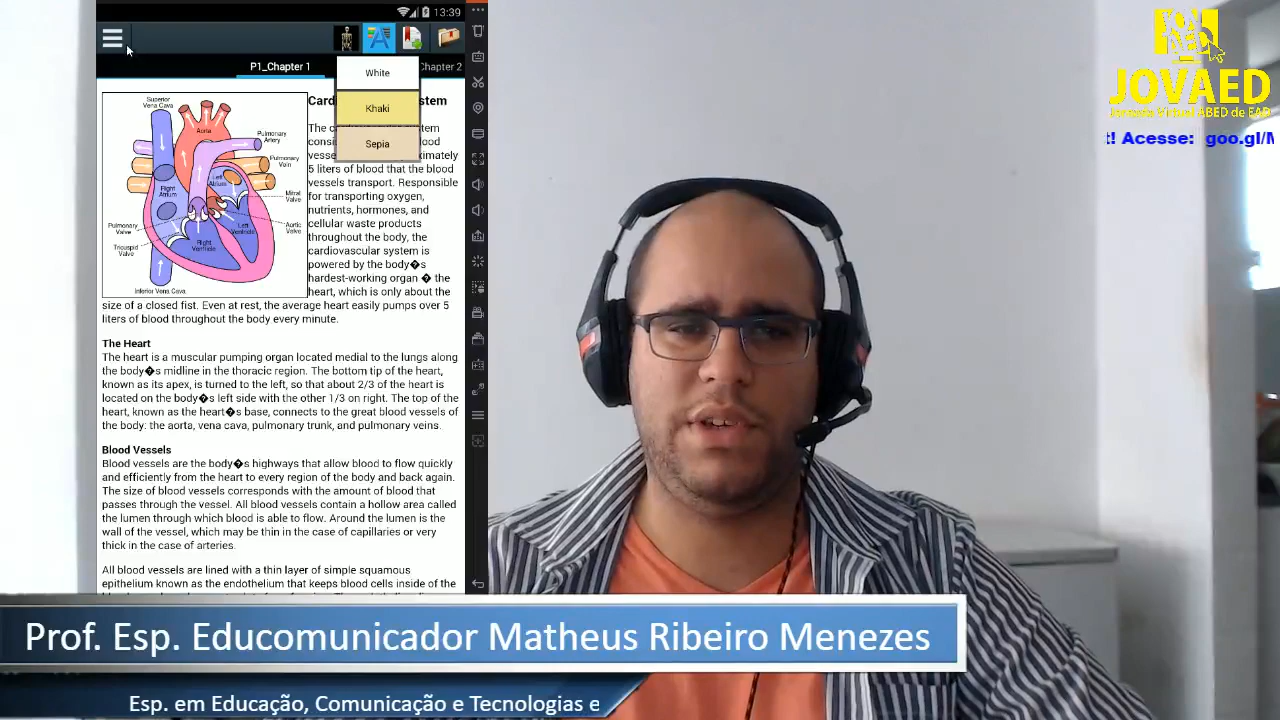 13:39
P1_Chapter 1
Chapter 2
White
Khaki
Sepia
Superior
Vena Cava
Aorta
Pulmonary
Artery
Pulmonary
Vein
Left
Atrium
Right
Atrium
Mitral
Valve
Aortic
Valve
Pulmonary
Valve
Left
Ventricle
Right
Ventricle
Tricuspid
Valve
Inferior Vena Cava
5 liters of blood that the blood
vessels transport. Responsible
for transporting oxygen,
nutrients, hormones, and
cellular waste products
throughout the body, the
cardiovascular system is
powered by the body�s
hardest-working organ � the
heart, which is only about the
size of a closed fist. Even at rest, the average heart easily pumps over 5
liters of blood throughout the body every minute.
The Heart
The heart is a muscular pumping organ located medial to the lungs along
the body�s midline in the thoracic region. The bottom tip of the heart,
known as its apex, is turned to the left, so that about 2/3 of the heart is
located on the body�s left side with the other 1/3 on right. The top of the
heart, known as the heart�s base, connects to the great blood vessels of
the body: the aorta, vena cava, pulmonary trunk, and pulmonary veins.
Blood Vessels
Blood vessels are the body�s highways that allow blood to flow quickly
and efficiently from the heart to every region of the body and back again.
The size of blood vessels corresponds with the amount of blood that
passes through the vessel. All blood vessels contain a hollow area called
the lumen through which blood is able to flow. Around the lumen is the
wall of the vessel, which may be thin in the case of capillaries or very
thick in the case of arteries.
All blood vessels are lined with a thin layer of simple squamous
epithelium known as the endothelium that keeps blood cells inside of the
JOVAED
Jornada Virtual ABED de EAD
t! Acesse: goo.gl/M
Prof. Esp. Educomunicador Matheus Ribeiro Menezes
Esp. em Educação, Comunicação e Tecnologias e